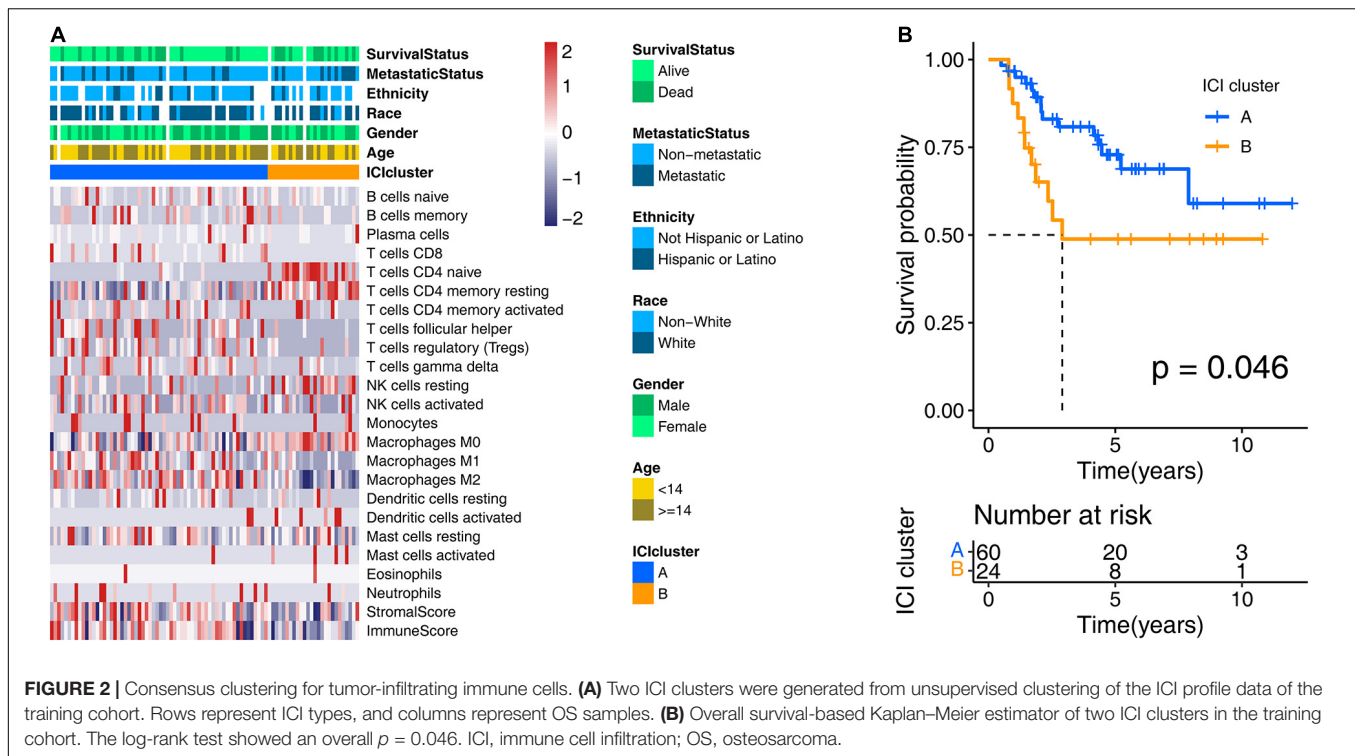 A
SurvivalStatus
MetastaticStatus
Ethnicity
Race
Gender
Age
ICIcluster
B cells naive
B cells memory
Plasma cells
T cells CD8
T cells CD4 naive
T cells CD4 memory resting
T cells CD4 memory activated
T cells follicular helper
T cells regulatory (Tregs)
T cells gamma delta
NK cells resting
NK cells activated
Monocytes
Macrophages M0
Macrophages M1
Macrophages M2
Dendritic cells resting
Dendritic cells activated
Mast cells resting
Mast cells activated
Eosinophils
Neutrophils
StromalScore
ImmuneScore
2
1
0
−1
−2
SurvivalStatus
Alive
Dead
MetastaticStatus
Non−metastatic
Metastatic
Ethnicity
Not Hispanic or Latino
Hispanic or Latino
Race
Non−White
White
Gender
Male
Female
Age
<14
>=14
ICIcluster
A
B
B
Survival probability
1.00
0.75
0.50
0.25
0.00
ICI cluster
A
B
p = 0.046
0 5 10
Time(years)
Number at risk
ICI cluster
A 60 20 3
B 24 8 1
0 5 10
Time(years)
FIGURE 2 | Consensus clustering for tumor-infiltrating immune cells. (A) Two ICI clusters were generated from unsupervised clustering of the ICI profile data of the
training cohort. Rows represent ICI types, and columns represent OS samples. (B) Overall survival-based Kaplan–Meier estimator of two ICI clusters in the training
cohort. The log-rank test showed an overall p = 0.046. ICI, immune cell infiltration; OS, osteosarcoma.